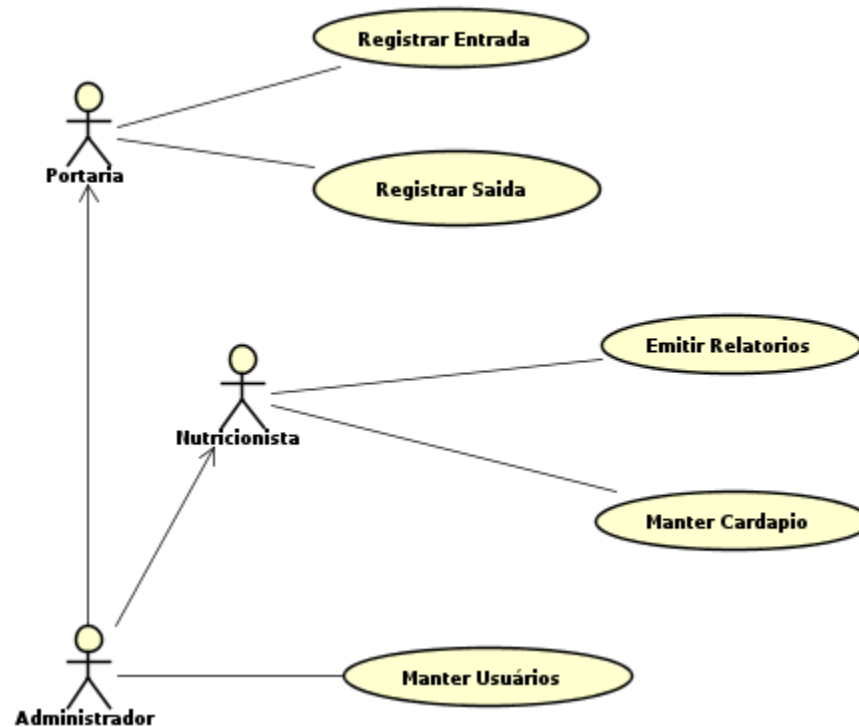 Registrar Entrada
Portaria
Registrar Saida
Emitir Relatorios
Nutricionista
Manter Cardapio
Manter Usuários
Administrador